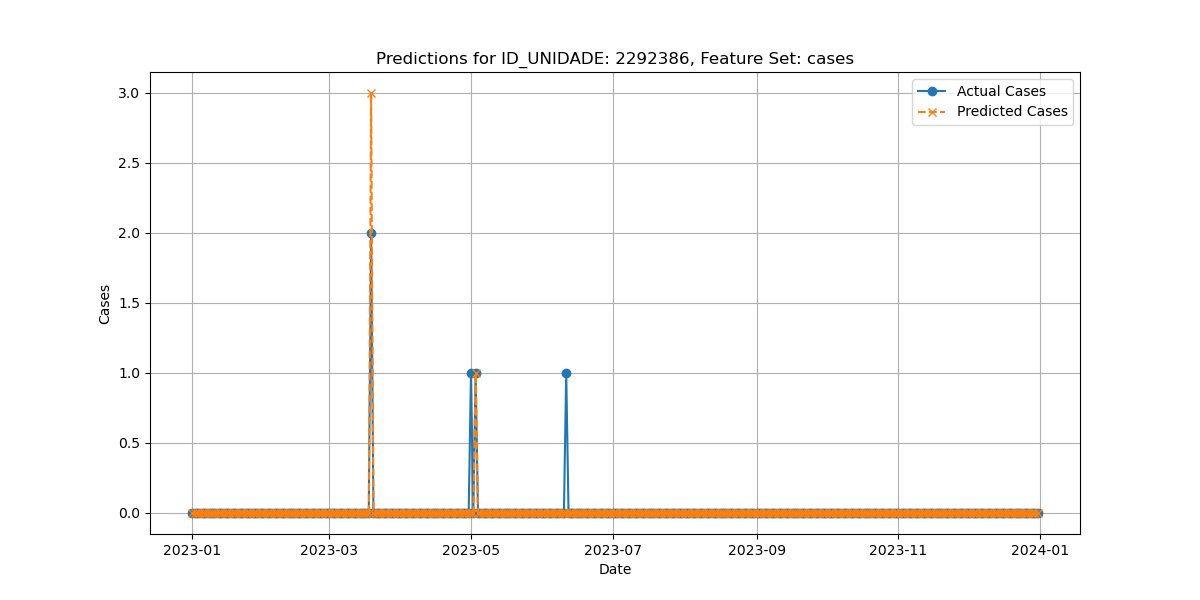 Predictions for ID_UNIDADE: 2292386, Feature Set: cases
Actual Cases
Predicted Cases
Cases
3.0
2.5
2.0
1.5
1.0
0.5
0.0
2023-01 2023-03 2023-05 2023-07 2023-09 2023-11 2024-01
Date